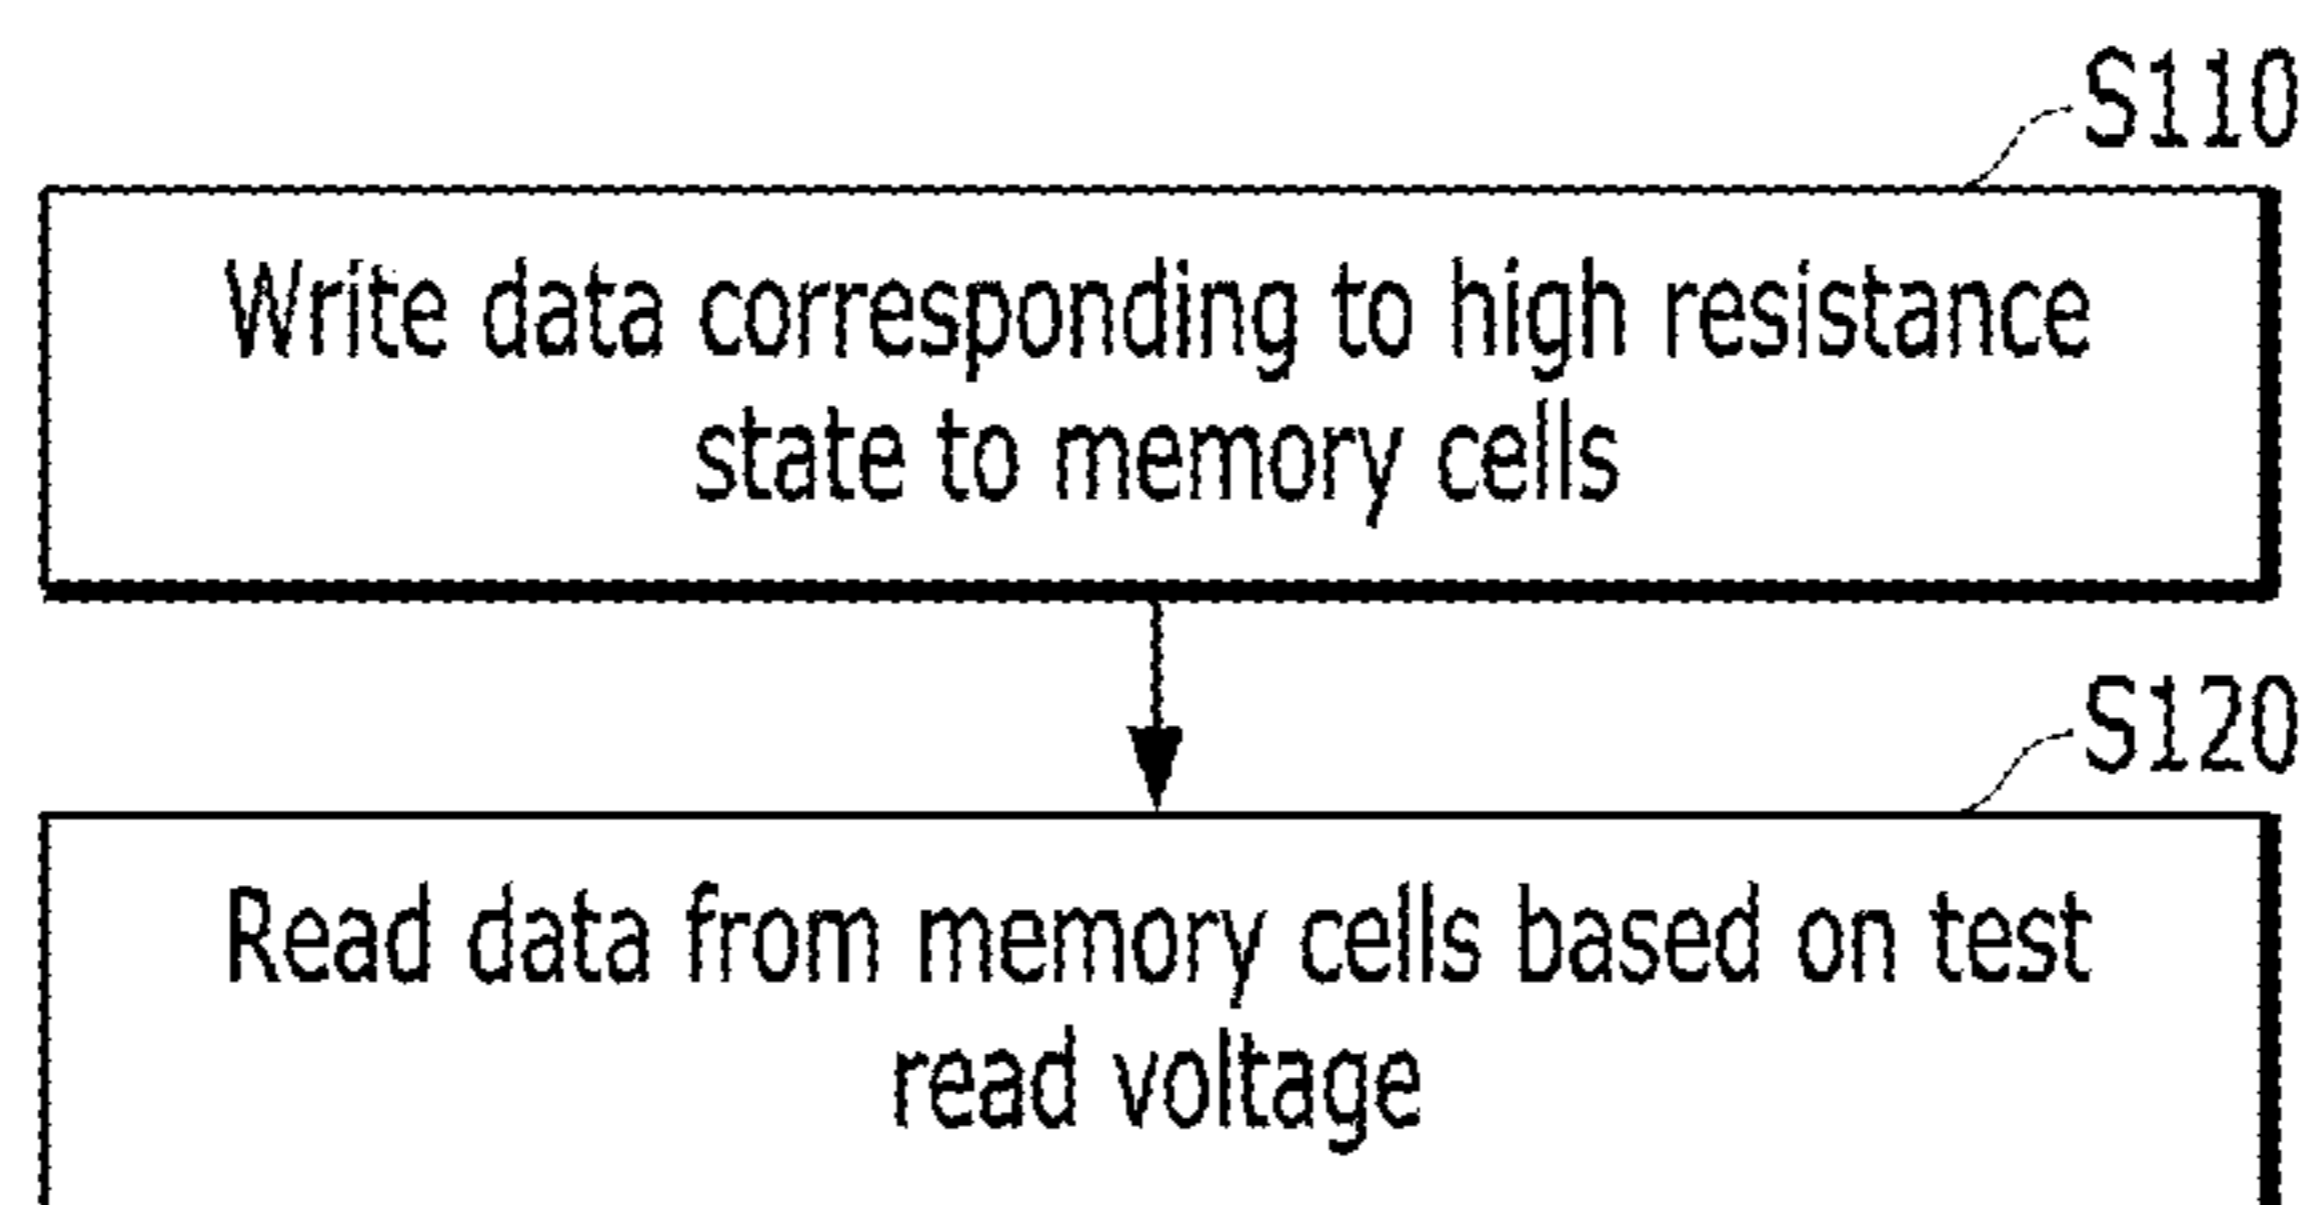 S110
Write data corresponding to high resistance
state to memory cells
S120
Read data from memory cells based on test
read voltage